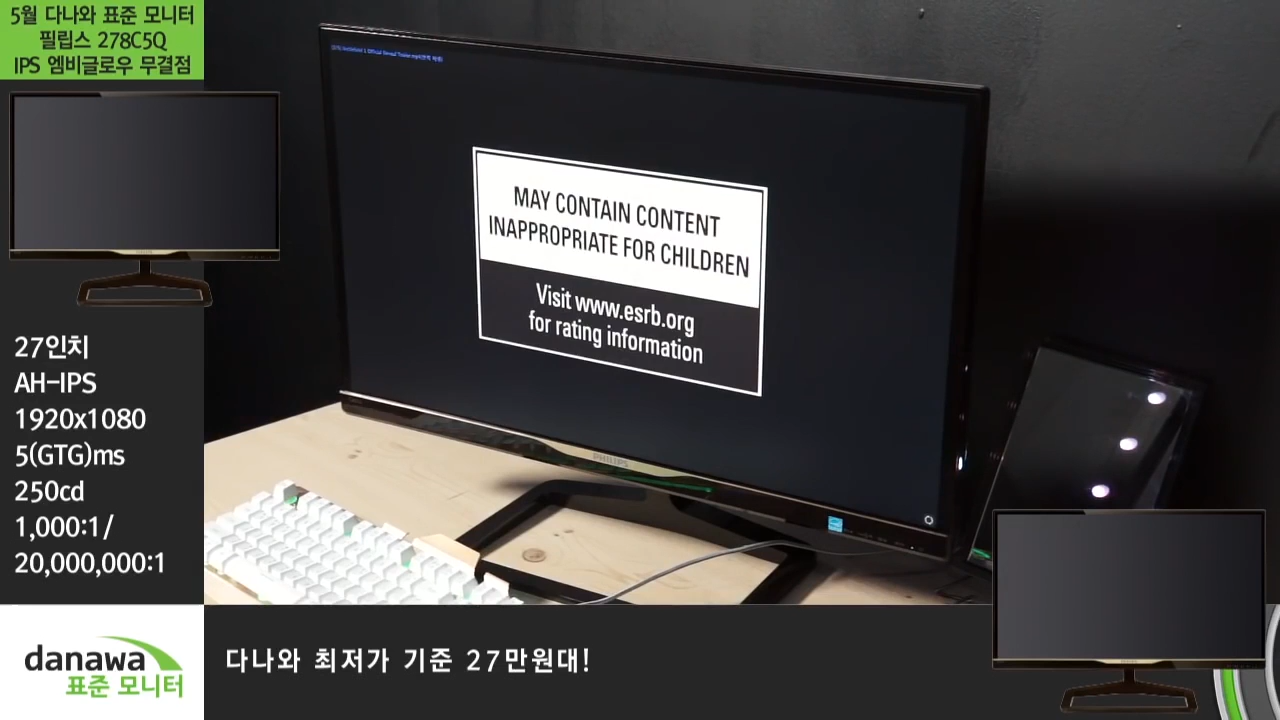 5월 다나와 표준 모니터
필립스 278C5Q
IPS 엠비글로우 무결점
MAY CONTAIN CONTENT
INAPPROPRIATE FOR CHILDREN
Visit www.esrb.org
for rating information
PHILIPS
27인치
AH-IPS
1920x1080
5(GTG)ms
250cd
1,000:1/
20,000,000:1
danawa
표준 모니터
다나와 최저가 기준 27만원대!